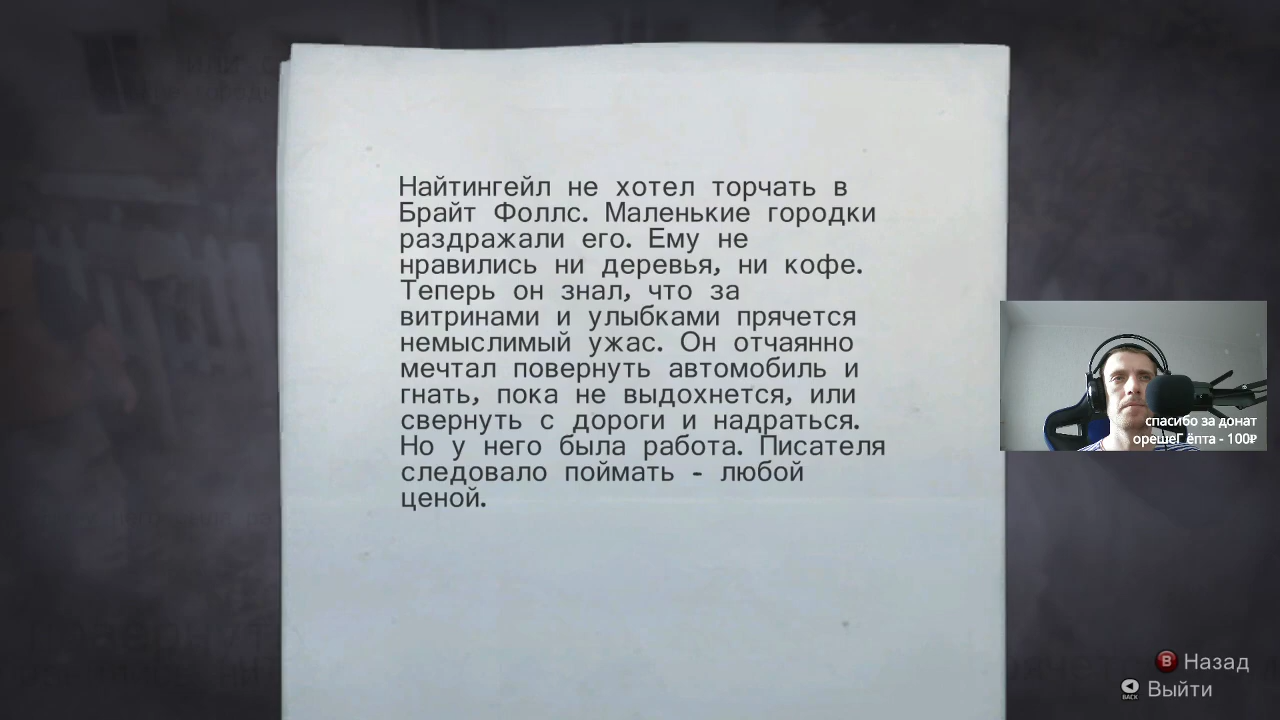 Найтингейл не хотел торчать в
Брайт Фоллс. Маленькие городки
раздражали его. Ему не
нравились ни деревья, ни кофе.
Теперь он знал, что за
витринами и улыбками прячется
немыслимый ужас. Он отчаянно
мечтал повернуть автомобиль и
гнать, пока не выдохнется, или
свернуть с дороги и надраться.
Но у него была работа. Писателя
следовало поймать - любой
ценой.
спасибо за донат
орешеГ ёпта - 100₽
B Назад
BACK Выйти